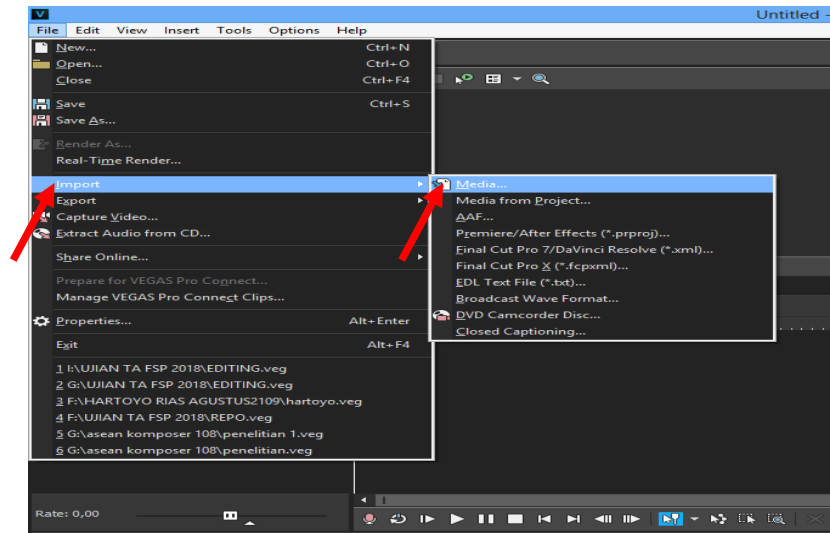 V Untitled -
File Edit View Insert Tools Options Help
New... Ctrl+N
Open... Ctrl+O
Close Ctrl+F4
Save Ctrl+S
Save As...
Render As...
Real-Time Render...
Import
Export
Capture Video...
Extract Audio from CD...
Share Online...
Prepare for VEGAS Pro Connect...
Manage VEGAS Pro Connect Clips...
Properties... Alt+Enter
Exit Alt+F4
1 I:\UJIAN TA FSP 2018\EDITING.veg
2 G:\UJIAN TA FSP 2018\EDITING.veg
3 F:\HARTOYO RIAS AGUSTUS2109\hartoyo.veg
4 F:\UJIAN TA FSP 2018\REPO.veg
5 G:\asean komposer 108\penelitian 1.veg
6 G:\asean komposer 108\penelitian.veg
Media...
Media from Project...
AAF...
Premiere/After Effects (*.prproj)...
Final Cut Pro 7/DaVinci Resolve (*.xml)...
Final Cut Pro X (*.fcpxml)...
EDL Text File (*.txt)...
Broadcast Wave Format...
DVD Camcorder Disc...
Closed Captioning...
Rate: 0,00